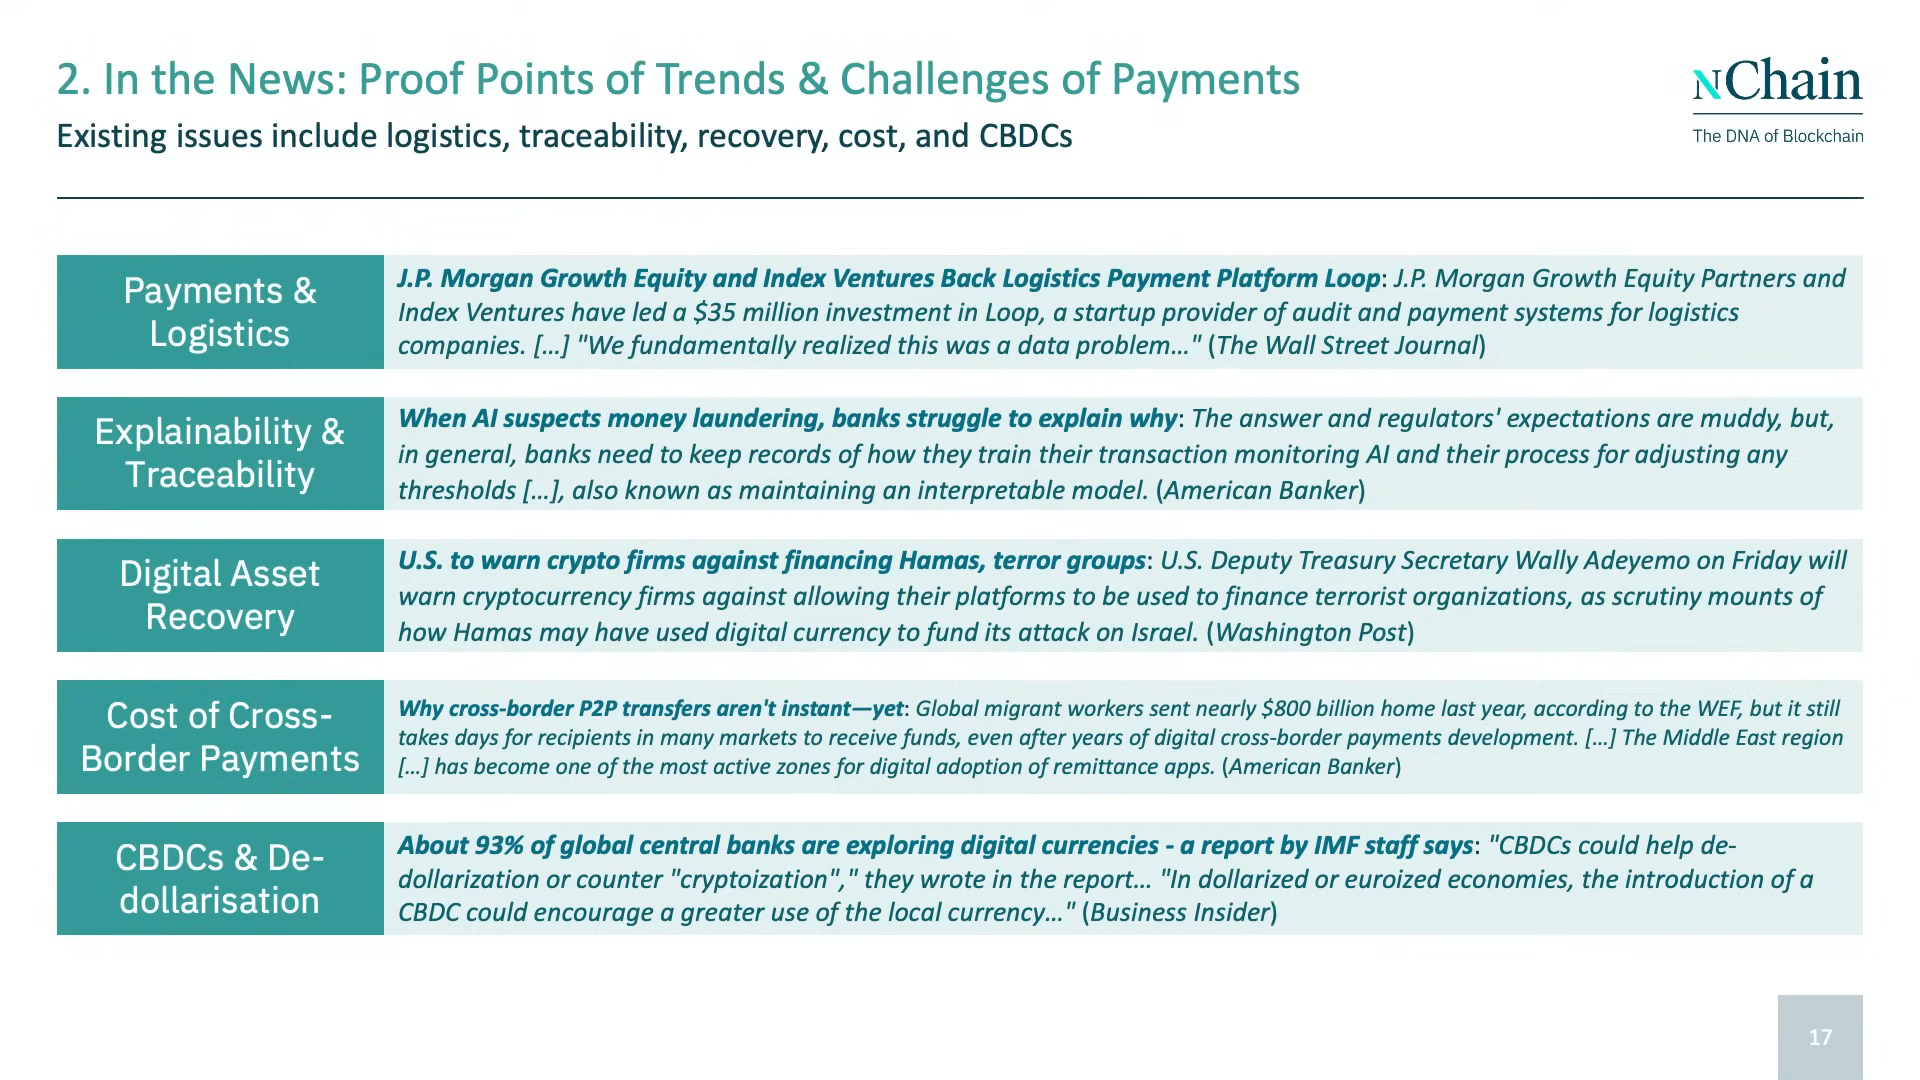 2. In the News: Proof Points of Trends & Challenges of Payments
Existing issues include logistics, traceability, recovery, cost, and CBDCs
nChain
The DNA of Blockchain
Payments &
Logistics
J.P. Morgan Growth Equity and Index Ventures Back Logistics Payment Platform Loop: J.P. Morgan Growth Equity Partners and
Index Ventures have led a $35 million investment in Loop, a startup provider of audit and payment systems for logistics
companies. […] "We fundamentally realized this was a data problem…" (The Wall Street Journal)
Explainability &
Traceability
When AI suspects money laundering, banks struggle to explain why: The answer and regulators' expectations are muddy, but,
in general, banks need to keep records of how they train their transaction monitoring AI and their process for adjusting any
thresholds […], also known as maintaining an interpretable model. (American Banker)
Digital Asset
Recovery
U.S. to warn crypto firms against financing Hamas, terror groups: U.S. Deputy Treasury Secretary Wally Adeyemo on Friday will
warn cryptocurrency firms against allowing their platforms to be used to finance terrorist organizations, as scrutiny mounts of
how Hamas may have used digital currency to fund its attack on Israel. (Washington Post)
Cost of Cross-
Border Payments
Why cross-border P2P transfers aren't instant—yet: Global migrant workers sent nearly $800 billion home last year, according to the WEF, but it still
takes days for recipients in many markets to receive funds, even after years of digital cross-border payments development. […] The Middle East region
[…] has become one of the most active zones for digital adoption of remittance apps. (American Banker)
CBDCs & De-
dollarisation
About 93% of global central banks are exploring digital currencies - a report by IMF staff says: "CBDCs could help de-
dollarization or counter "cryptoization"," they wrote in the report… "In dollarized or euroized economies, the introduction of a
CBDC could encourage a greater use of the local currency…" (Business Insider)
17